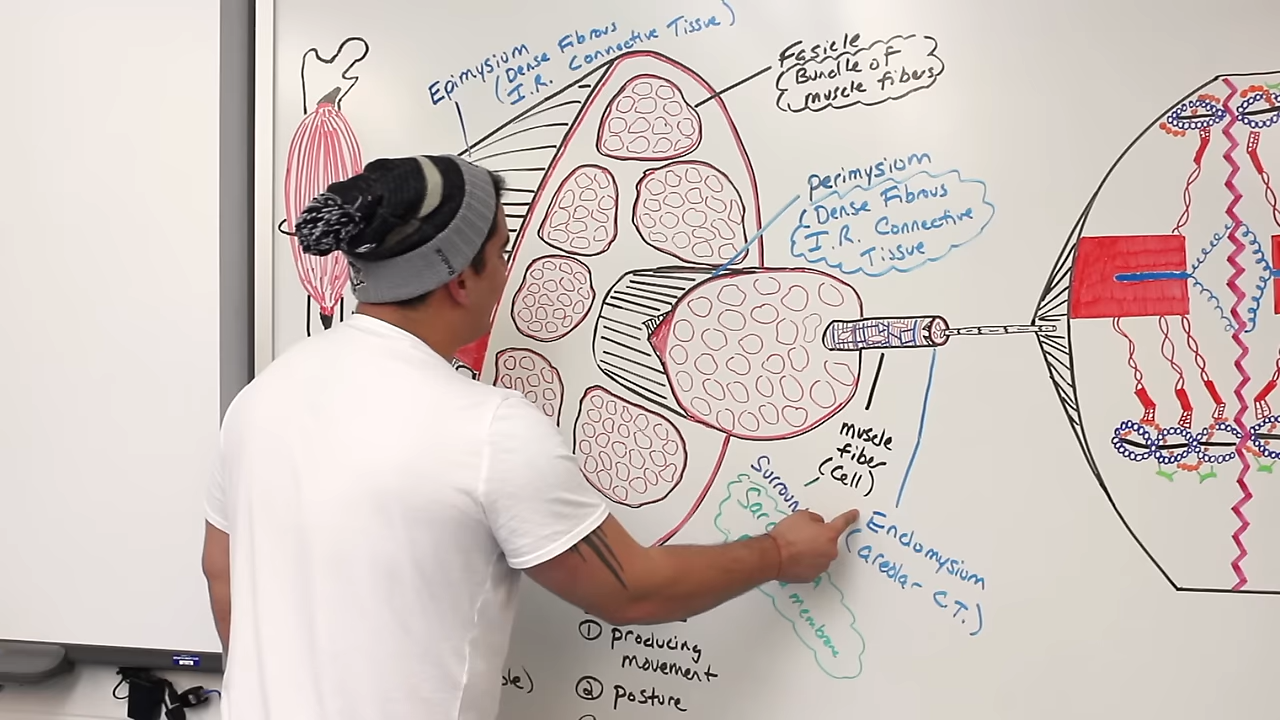 Epimysium
(Dense Fibrous
I.R. Connective Tissue)
Fasicle
(Bundle of
muscle fibers)
perimysium
(Dense Fibrous
I.R. Connective
Tissue
muscle
fiber
(Cell)
Endomysium
(areolar C.T.)
membrane
① producing
movement
② posture